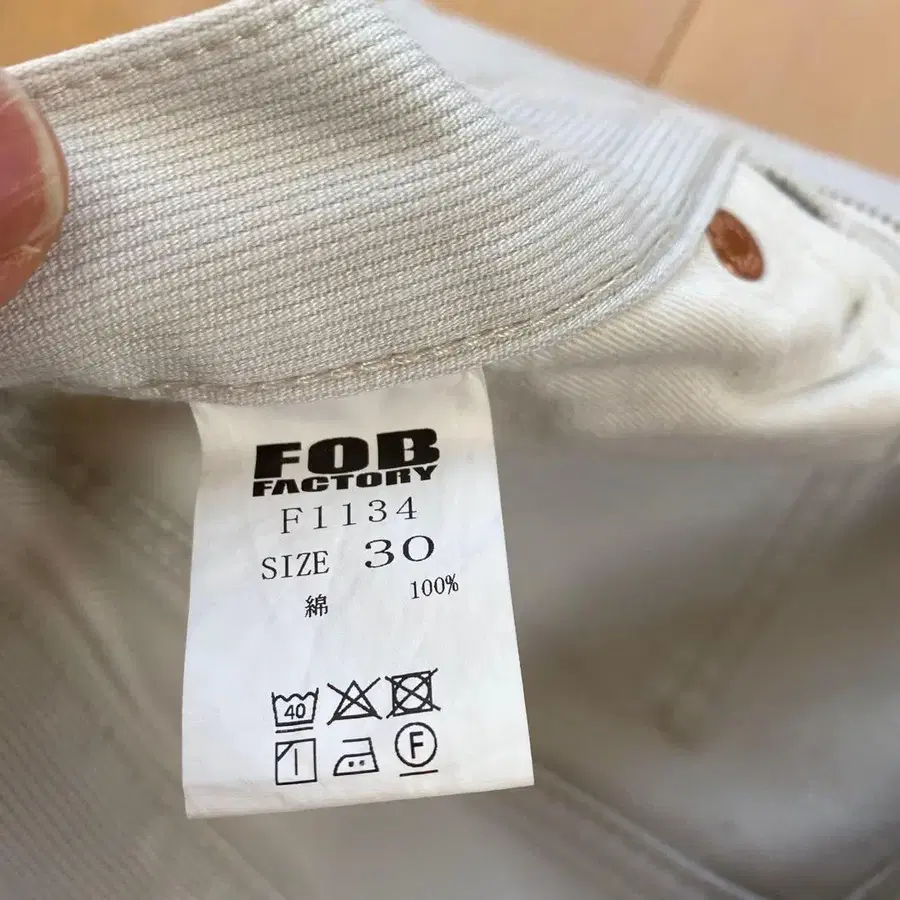 FOB
FACTORY
F1134
SIZE 30
綿 100%
40
F